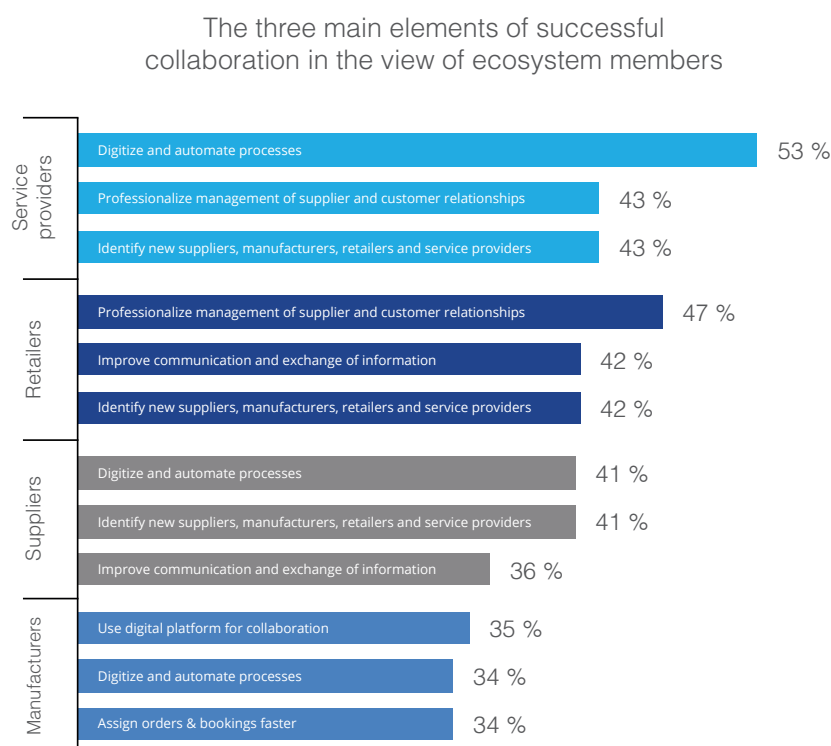 The three main elements of successful
collaboration in the view of ecosystem members
Service
providers
Digitize and automate processes
53 %
Professionalize management of supplier and customer relationships
43 %
Identify new suppliers, manufacturers, retailers and service providers
43 %
Retailers
Professionalize management of supplier and customer relationships
47 %
Improve communication and exchange of information
42 %
Identify new suppliers, manufacturers, retailers and service providers
42 %
Suppliers
Digitize and automate processes
41 %
Identify new suppliers, manufacturers, retailers and service providers
41 %
Improve communication and exchange of information
36 %
Manufacturers
Use digital platform for collaboration
35 %
Digitize and automate processes
34 %
Assign orders & bookings faster
34 %